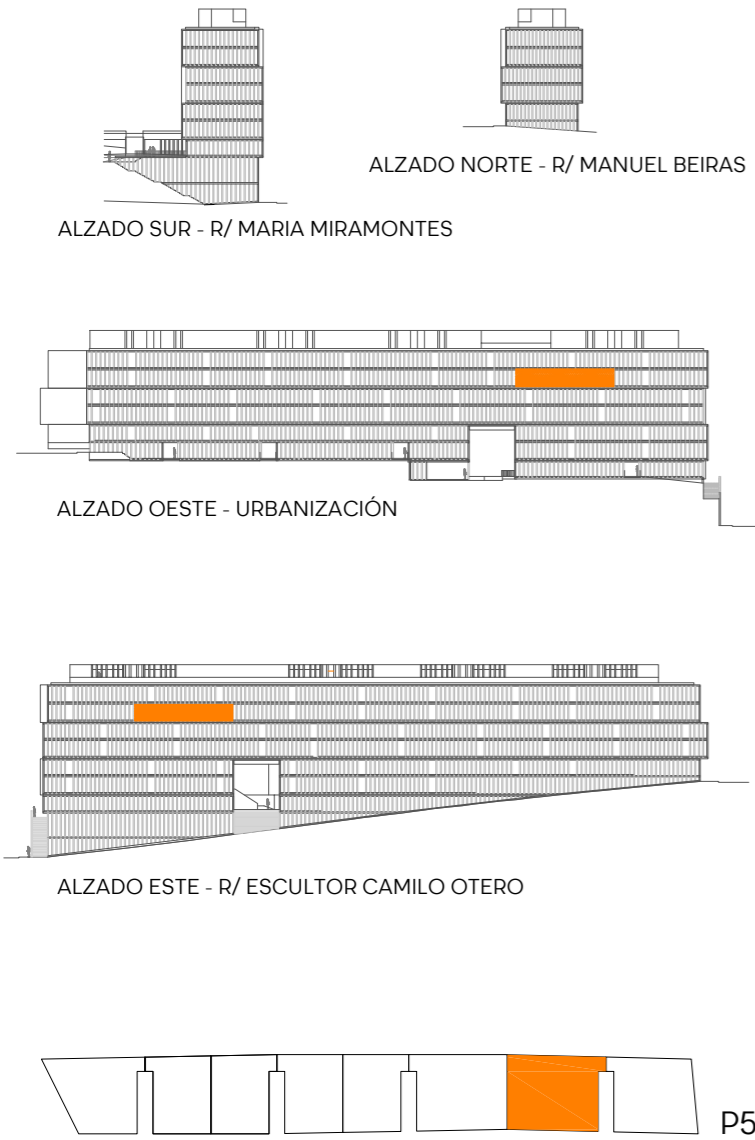 ALZADO NORTE - R/ MANUEL BEIRAS
ALZADO SUR - R/ MARIA MIRAMONTES
ALZADO OESTE - URBANIZACIÓN
ALZADO ESTE - R/ ESCULTOR CAMILO OTERO
P5